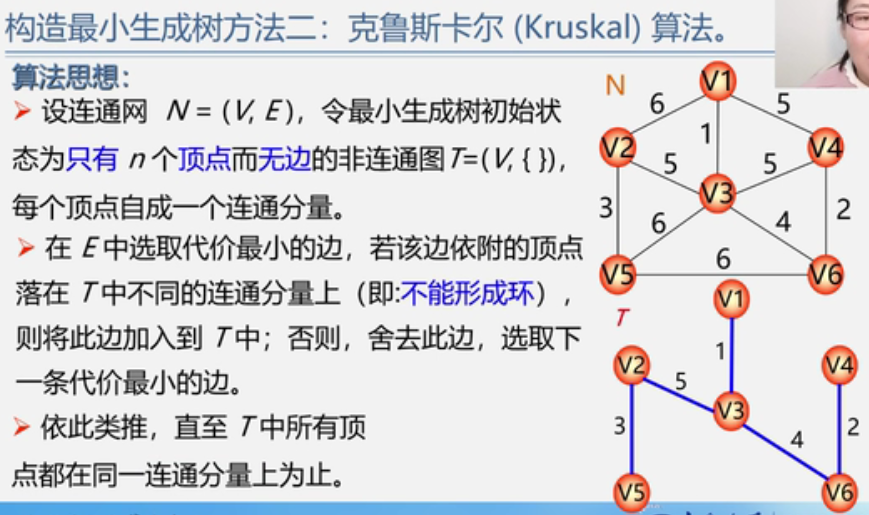 构造最小生成树方法二：克鲁斯卡尔 (Kruskal) 算法。
算法思想：
➢ 设连通网 N = (V, E )，令最小生成树初始状
态为只有 n 个顶点而无边的非连通图T=(V, { })，
每个顶点自成一个连通分量。
➢ 在 E 中选取代价最小的边，若该边依附的顶点
落在 T 中不同的连通分量上（即:不能形成环），
则将此边加入到 T 中；否则，舍去此边，选取下
一条代价最小的边。
➢ 依此类推，直至 T 中所有顶
点都在同一连通分量上为止。
N
V1
6
5
1
V2
V4
5
5
V3
3
2
6
4
V5
6
V6
T
V1
1
V2
V4
5
V3
3
2
4
V5
V6